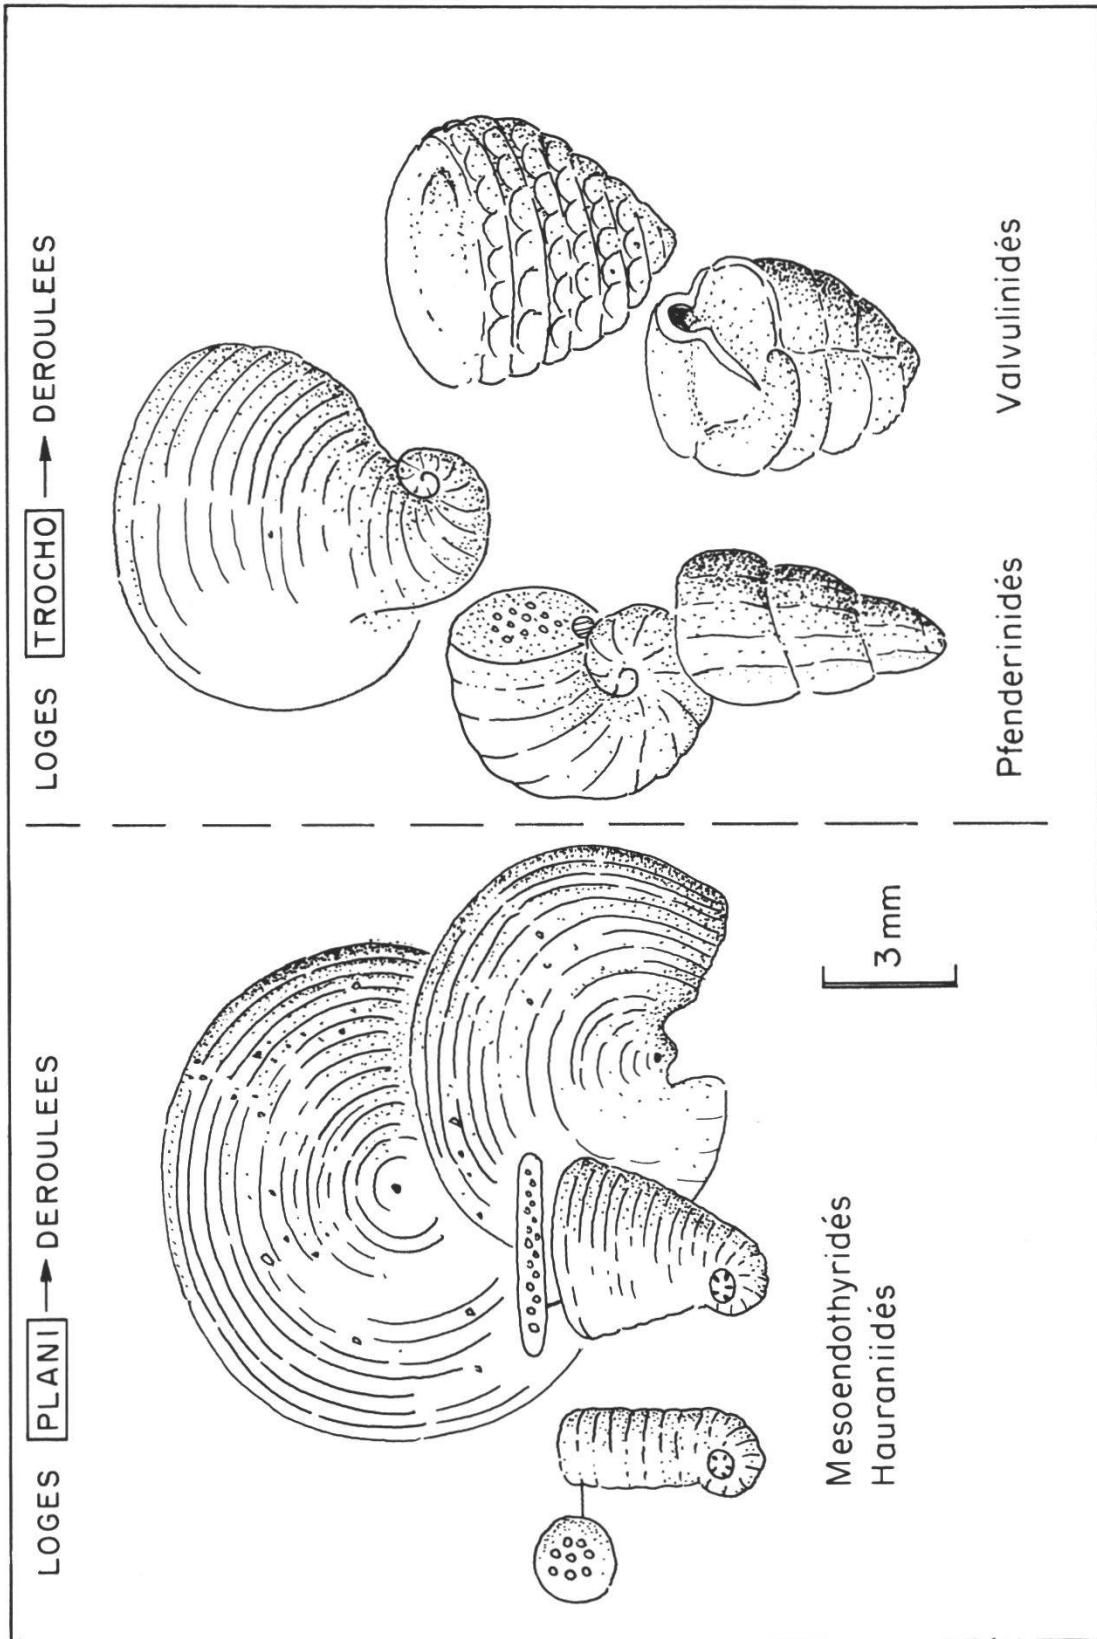 LOGES PLANI → DEROULEES
LOGES TROCHO → DEROULEES
3 mm
Mesoendothyridés
Hauraniidés
Pfenderinidés
Valvulinidés